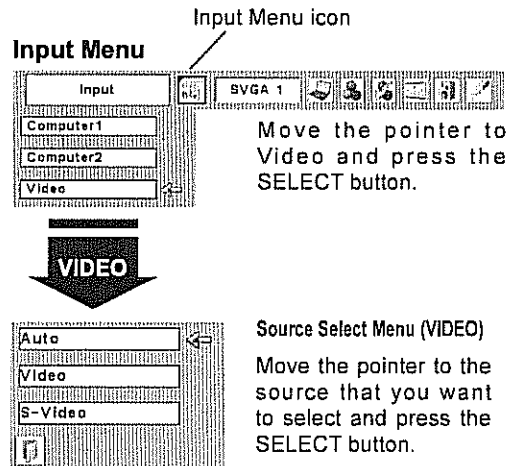 Input Menu icon
Input Menu
Input
SVGA 1
Computer1
Computer2
Video
Move the pointer to
Video and press the
SELECT button.
VIDEO
Auto
Video
S-Video
Source Select Menu (VIDEO)
Move the pointer to the
source that you want
to select and press the
SELECT button.